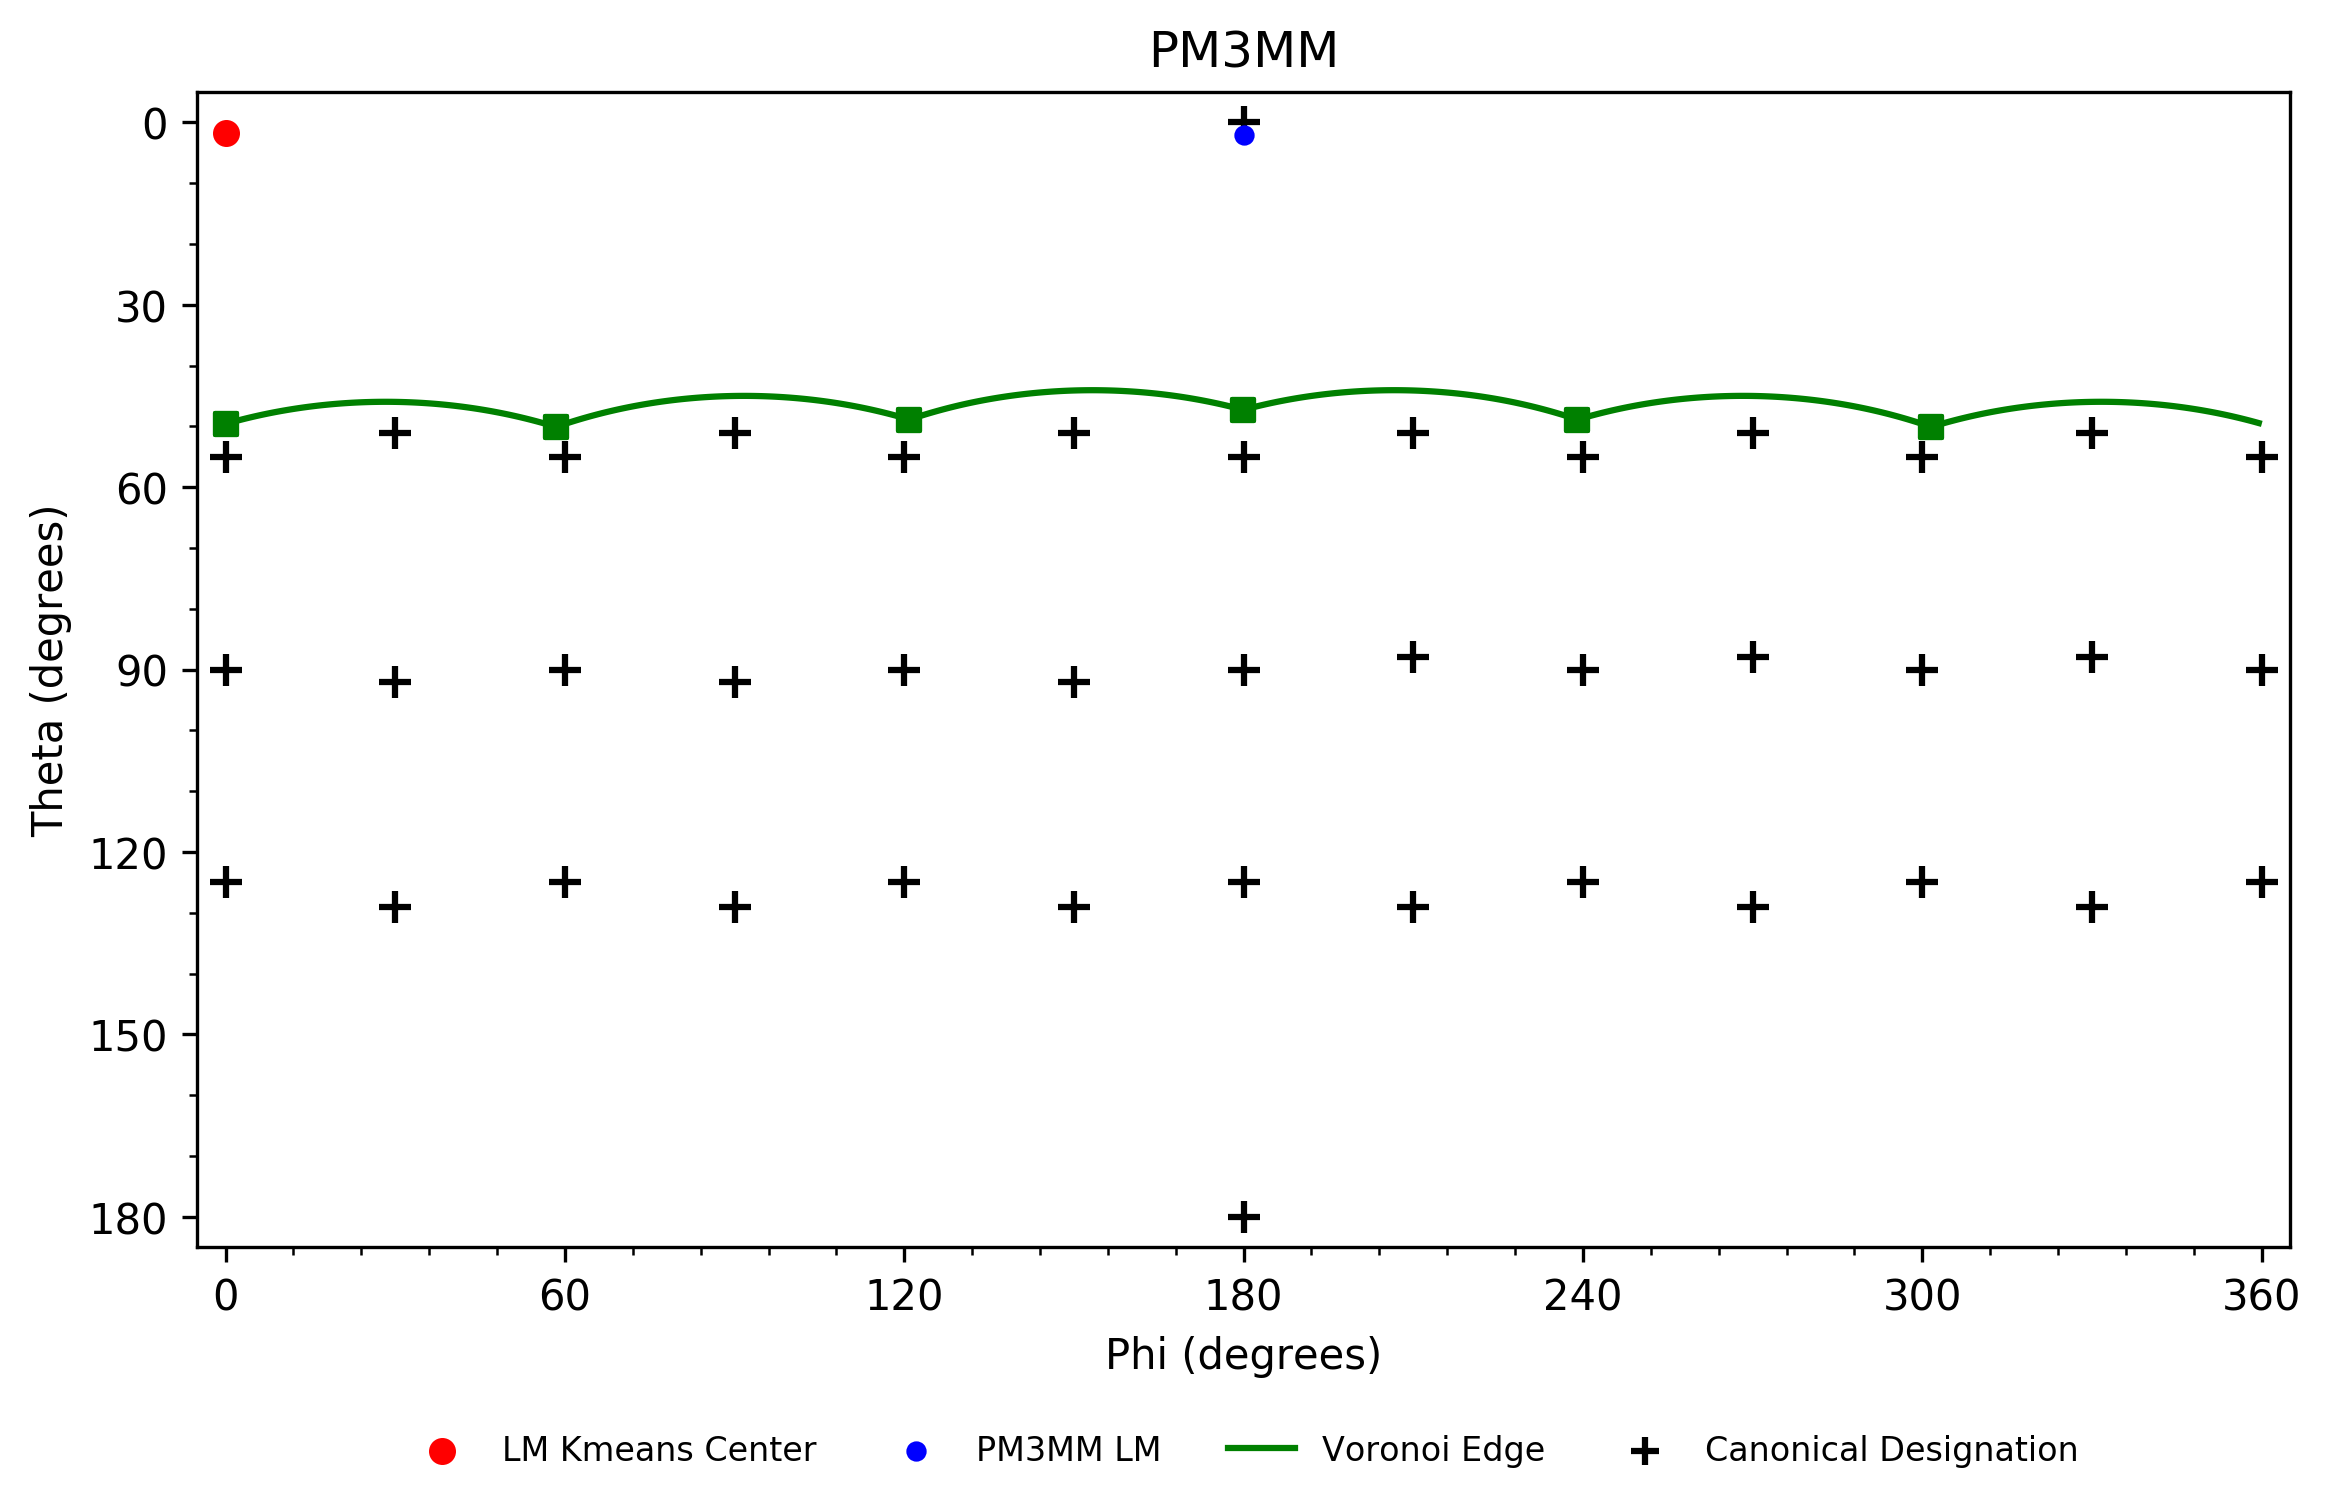 PM3MM
0
30
60
90
120
150
180
Theta (degrees)
0 60 120 180 240 300 360
Phi (degrees)
LM Kmeans Center PM3MM LM Voronoi Edge Canonical Designation